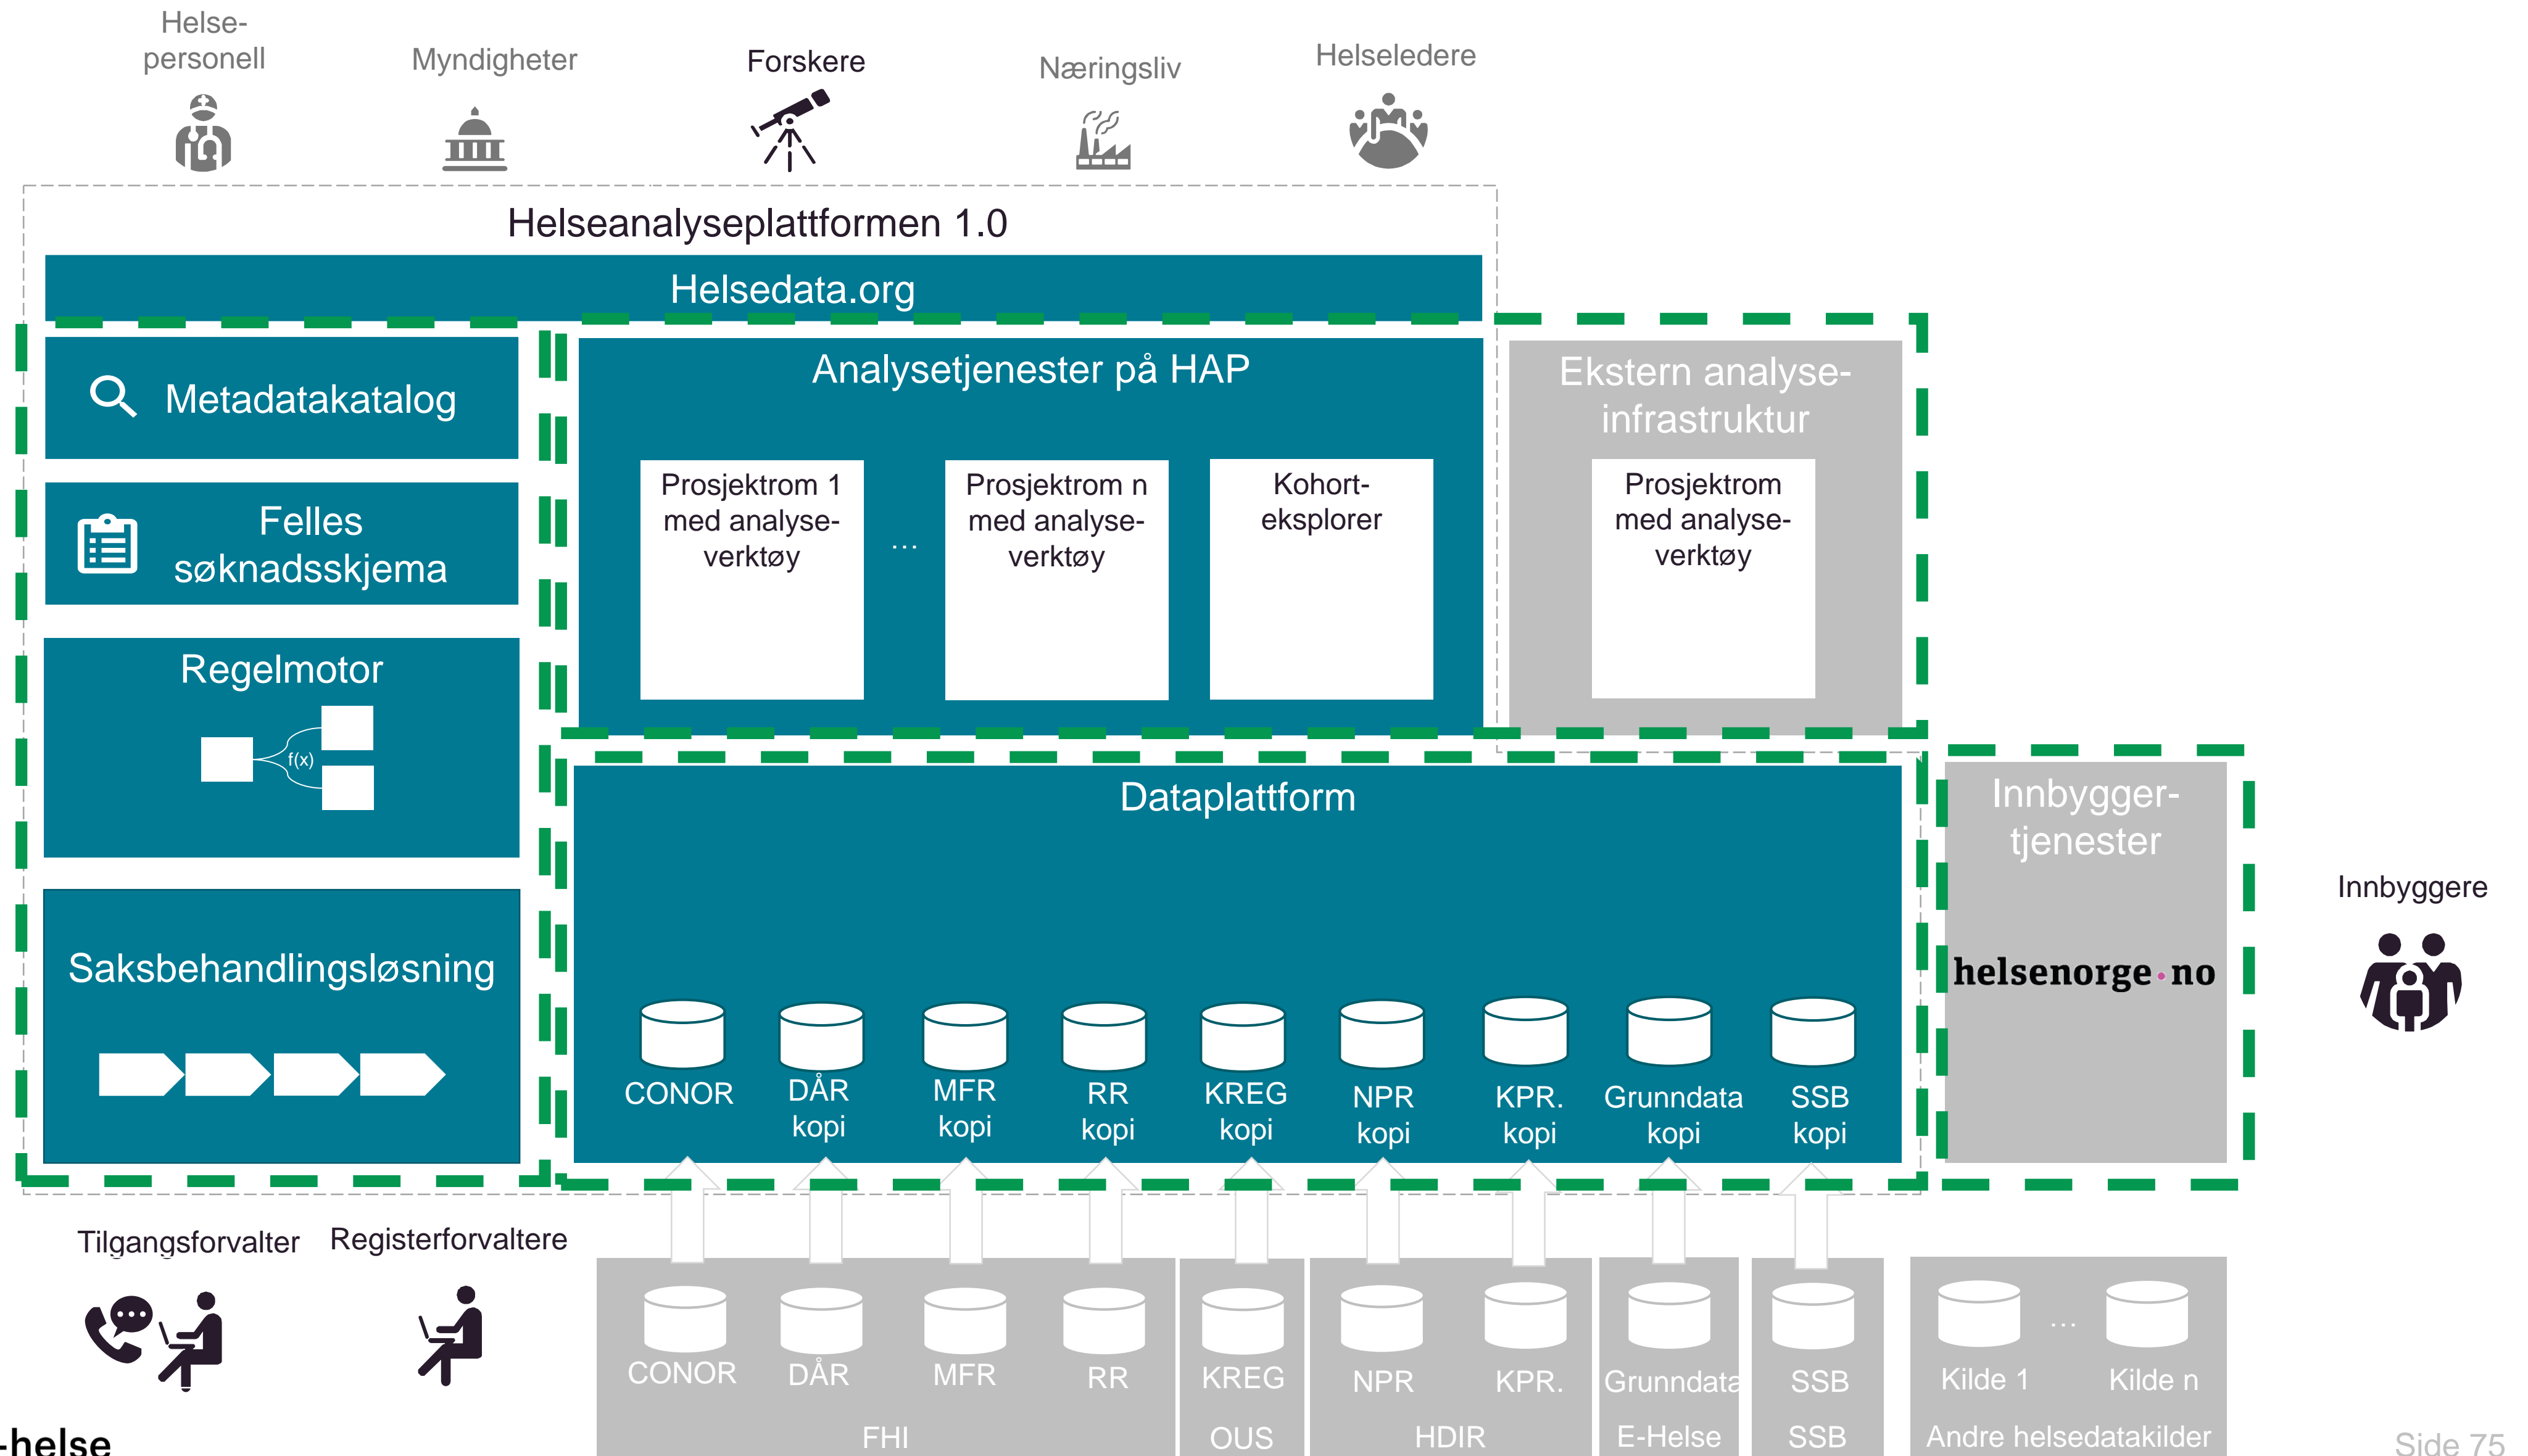 Helse-
personell
Myndigheter
Forskere
Næringsliv
Helseledere
Helseanalyseplattformen 1.0
Helsedata.org
Metadatakatalog
Felles
søknadsskjema
Regelmotor
f(x)
Saksbehandlingsløsning
Analysetjenester på HAP
Prosjektrom 1
med analyse-
verktøy
...
Prosjektrom n
med analyse-
verktøy
Kohort-
eksplorer
Ekstern analyse-
infrastruktur
Prosjektrom
med analyse-
verktøy
Dataplattform
CONOR
DÅR
kopi
MFR
kopi
RR
kopi
KREG
kopi
NPR
kopi
KPR.
kopi
Grunndata
kopi
SSB
kopi
Innbygger-
tjenester
helsenorge.no
Innbyggere
Tilgangsforvalter
Registerforvaltere
CONOR
DÅR
MFR
RR
FHI
KREG
OUS
NPR
KPR.
HDIR
Grunndata
E-Helse
SSB
SSB
Kilde 1
...
Kilde n
Andre helsedatakilder
-helse
Side 75